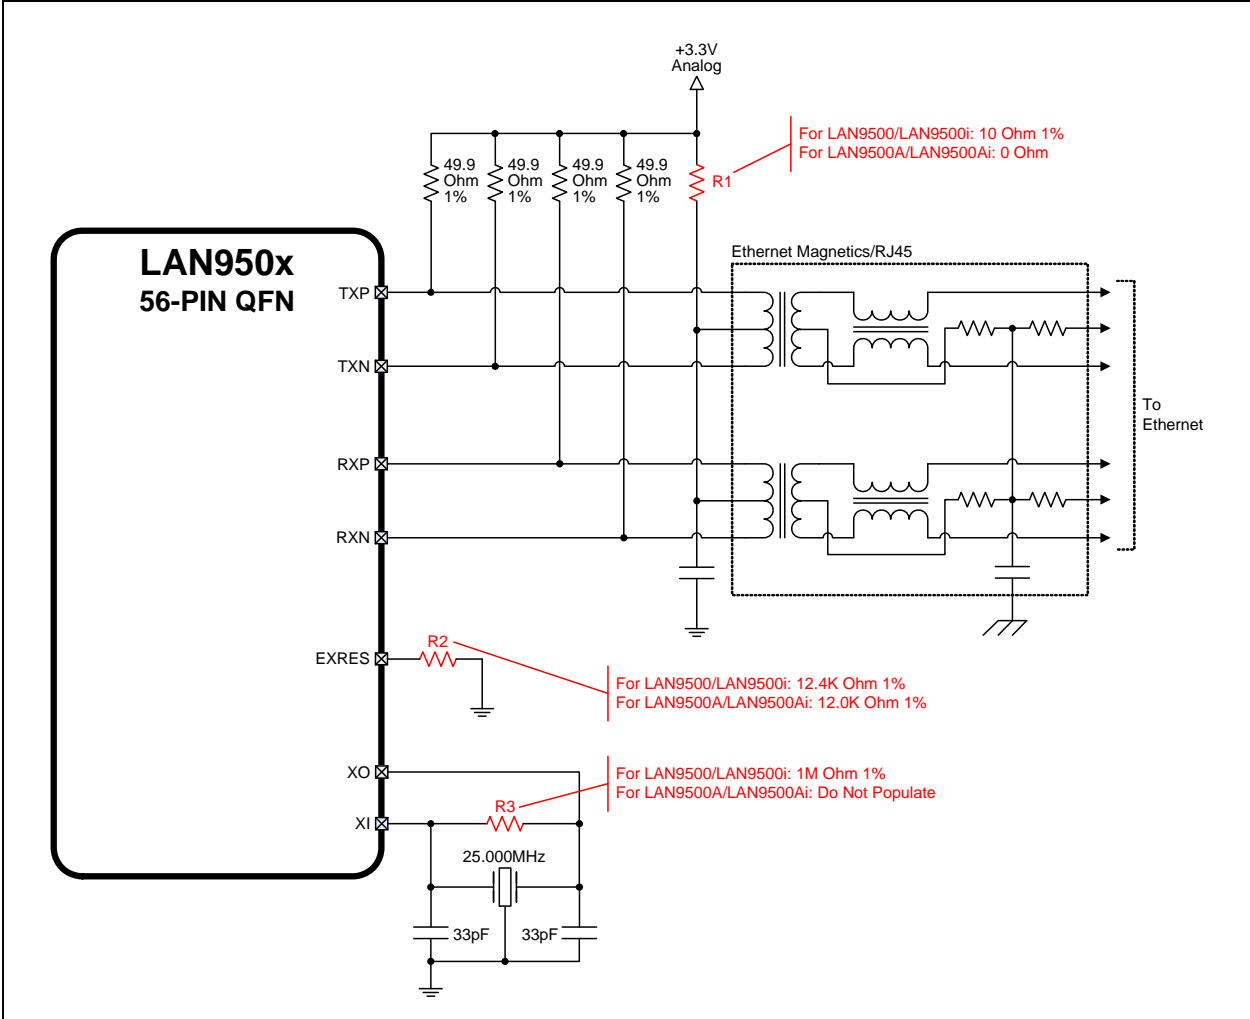 +3.3V
Analog
For LAN9500/LAN9500i: 10 Ohm 1%
For LAN9500A/LAN9500Ai: 0 Ohm
49.9
Ohm
1%
49.9
Ohm
1%
49.9
Ohm
1%
49.9
Ohm
1%
R1
LAN950x
56-PIN QFN
Ethernet Magnetics/RJ45
TXP
TXN
RXP
RXN
To
Ethernet
EXRES
R2
For LAN9500/LAN9500i: 12.4K Ohm 1%
For LAN9500A/LAN9500Ai: 12.0K Ohm 1%
XO
XI
For LAN9500/LAN9500i: 1M Ohm 1%
For LAN9500A/LAN9500Ai: Do Not Populate
R3
25.000MHz
33pF
33pF